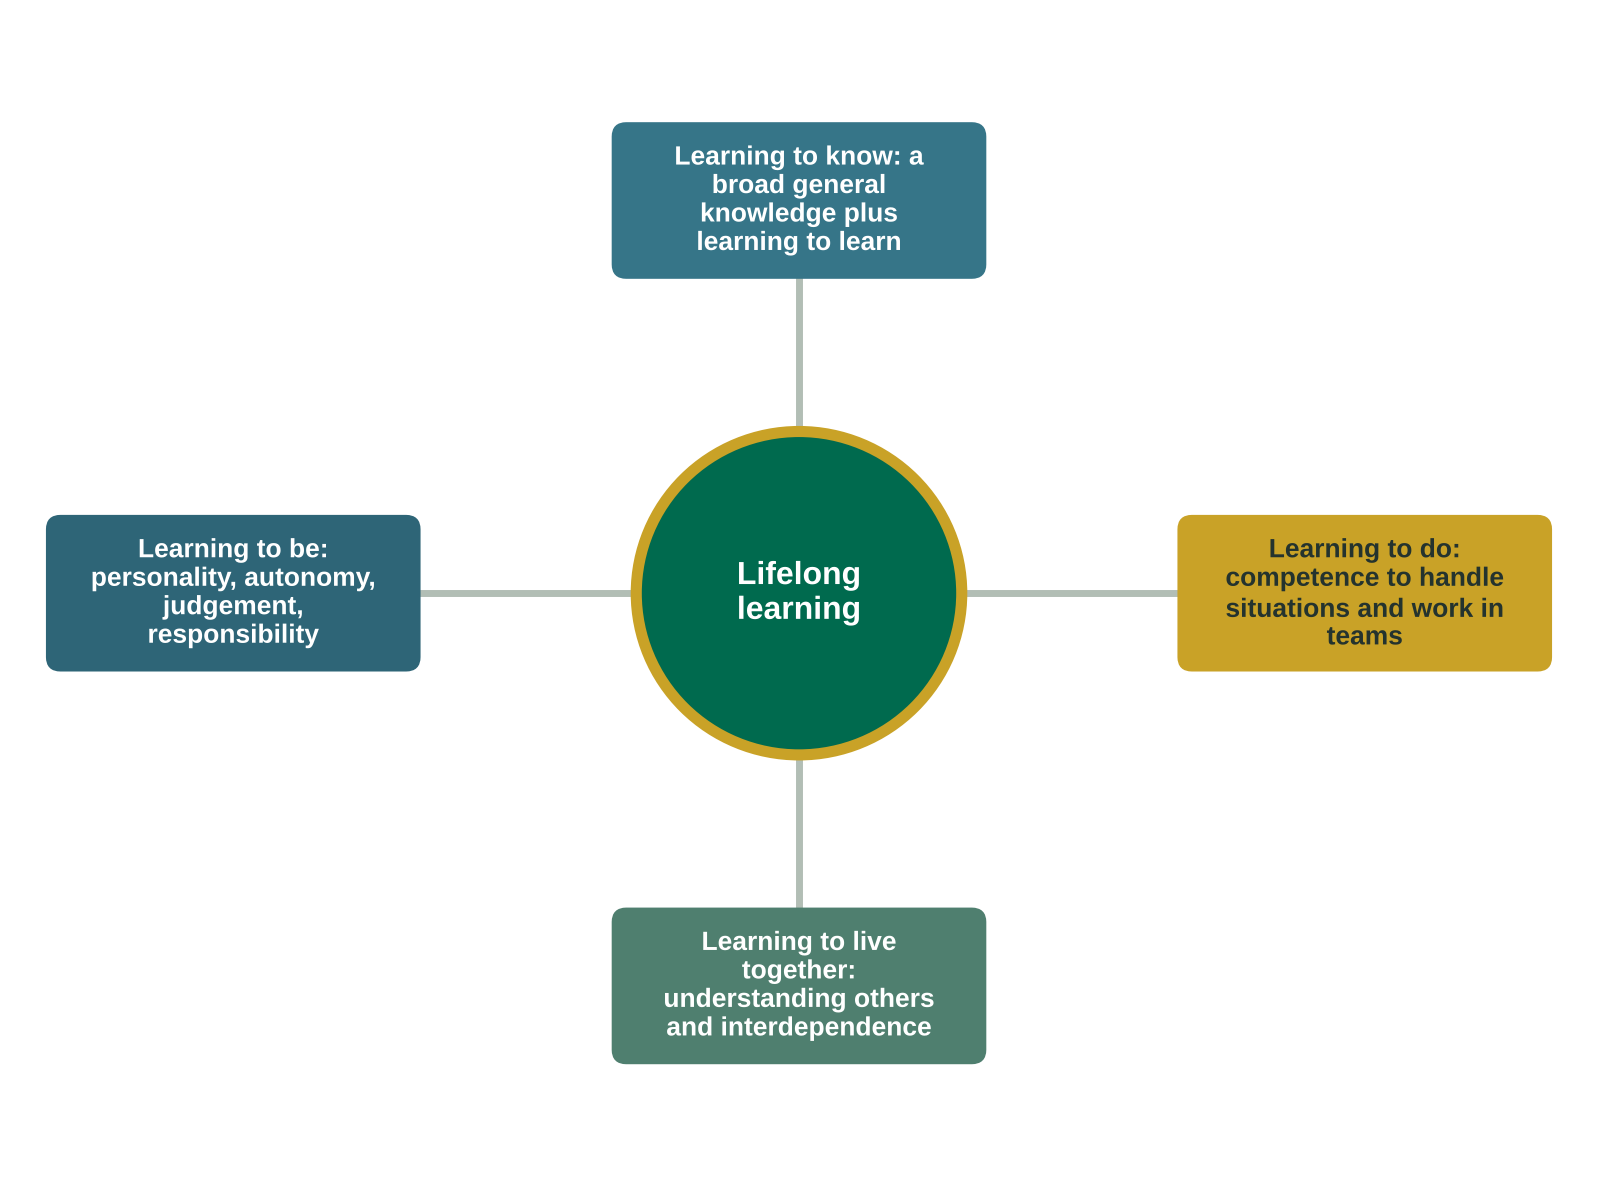 Learning to know: a
broad general
knowledge plus
learning to learn
Learning to be:
personality, autonomy,
judgement,
responsibility
Lifelong
learning
Learning to do:
competence to handle
situations and work in
teams
Learning to live
together:
understanding others
and interdependence